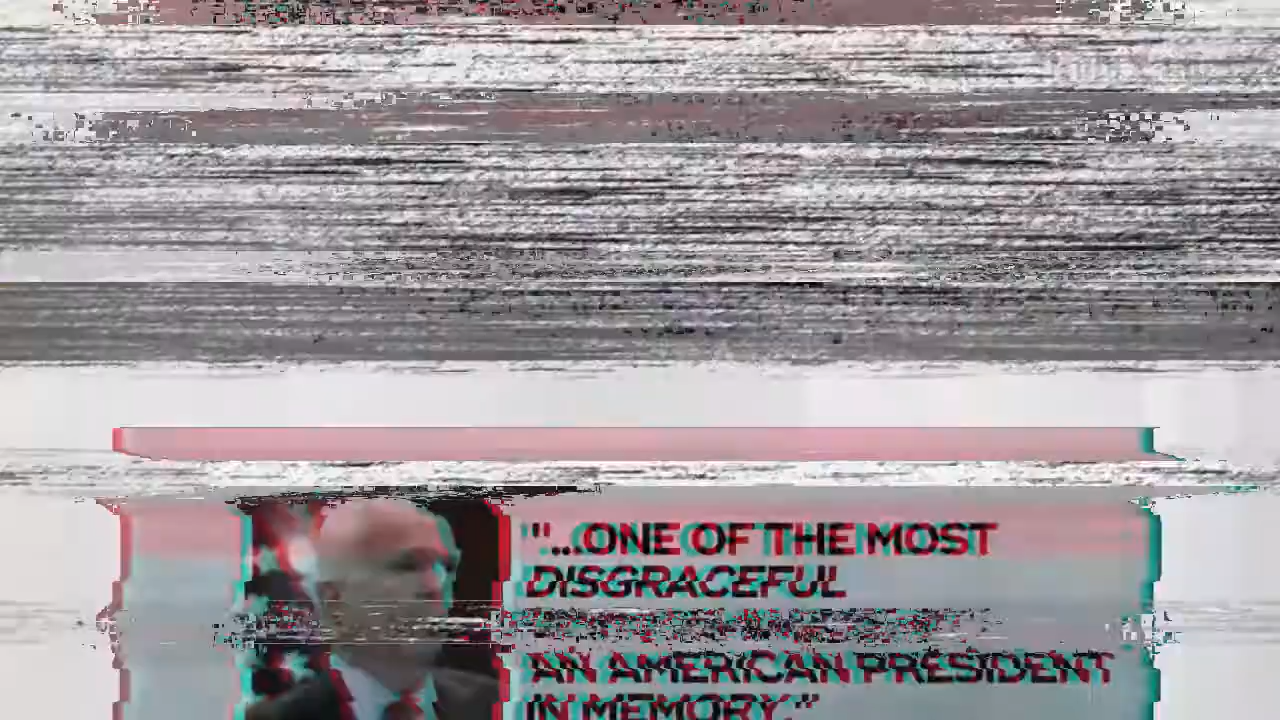 "...ONE OF THE MOST
DISGRACEFUL
AN AMERICAN PRESIDENT
IN MEMORY."